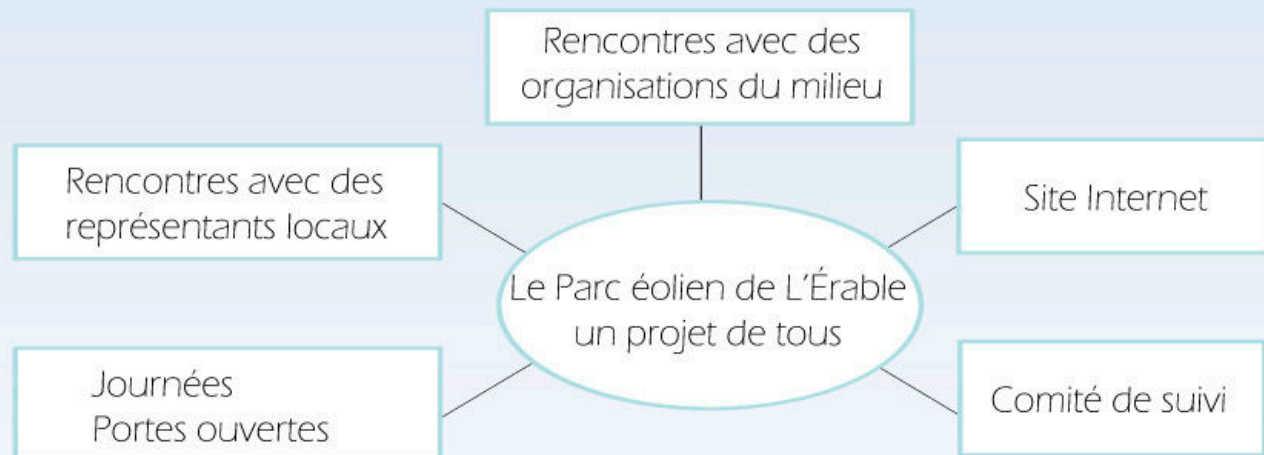 Rencontres avec des
organisations du milieu
Rencontres avec des
représentants locaux
Site Internet
Le Parc éolien de L'Érable
un projet de tous
Journées
Portes ouvertes
Comité de suivi